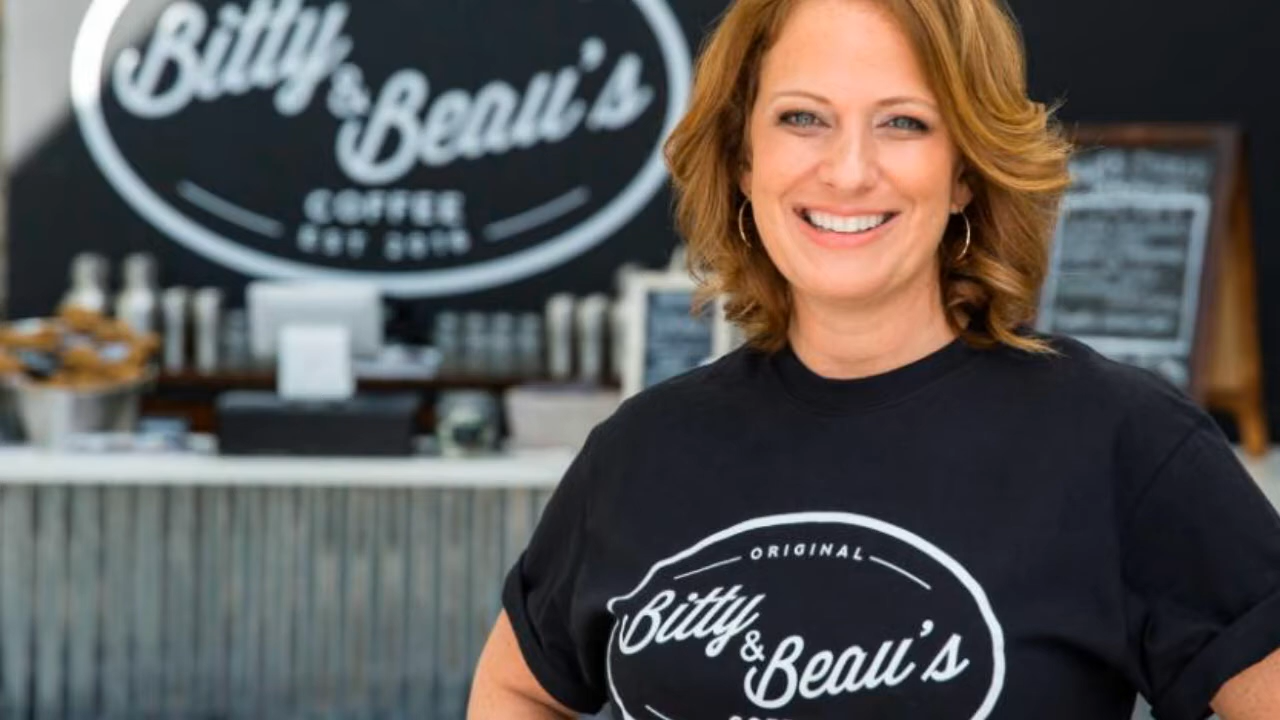 Bitty
&
Beau's
COFFEE
EST 2016
ORIGINAL
Bitty
&
Beau's